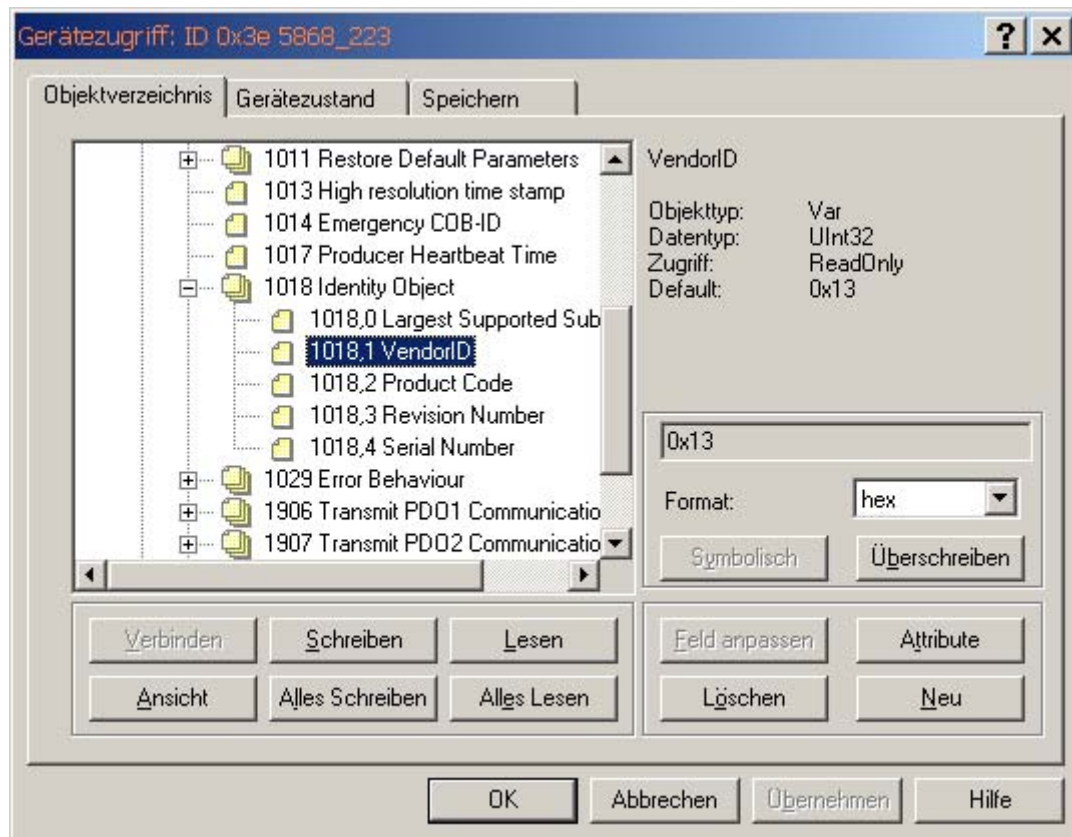 Gerätezugriff: ID 0x3e 5868_223
Objektverzeichnis
Gerätezustand
Speichern
1011 Restore Default Parameters
1013 High resolution time stamp
1014 Emergency COB-ID
1017 Producer Heartbeat Time
1018 Identity Object
1018,0 Largest Supported Sub
1018,1 VendorID
1018,2 Product Code
1018,3 Revision Number
1018,4 Serial Number
1029 Error Behaviour
1906 Transmit PDO1 Communicatio
1907 Transmit PDO2 Communicatio
VendorID
Objekttyp: Var
Datentyp: UInt32
Zugriff: ReadOnly
Default: 0x13
0x13
Format: hex
Symbolisch Überschreiben
Verbinden Schreiben Lesen
Ansicht Alles Schreiben Alles Lesen
Feld anpassen Attribute
Löschen Neu
OK Abbrechen Übernehmen Hilfe